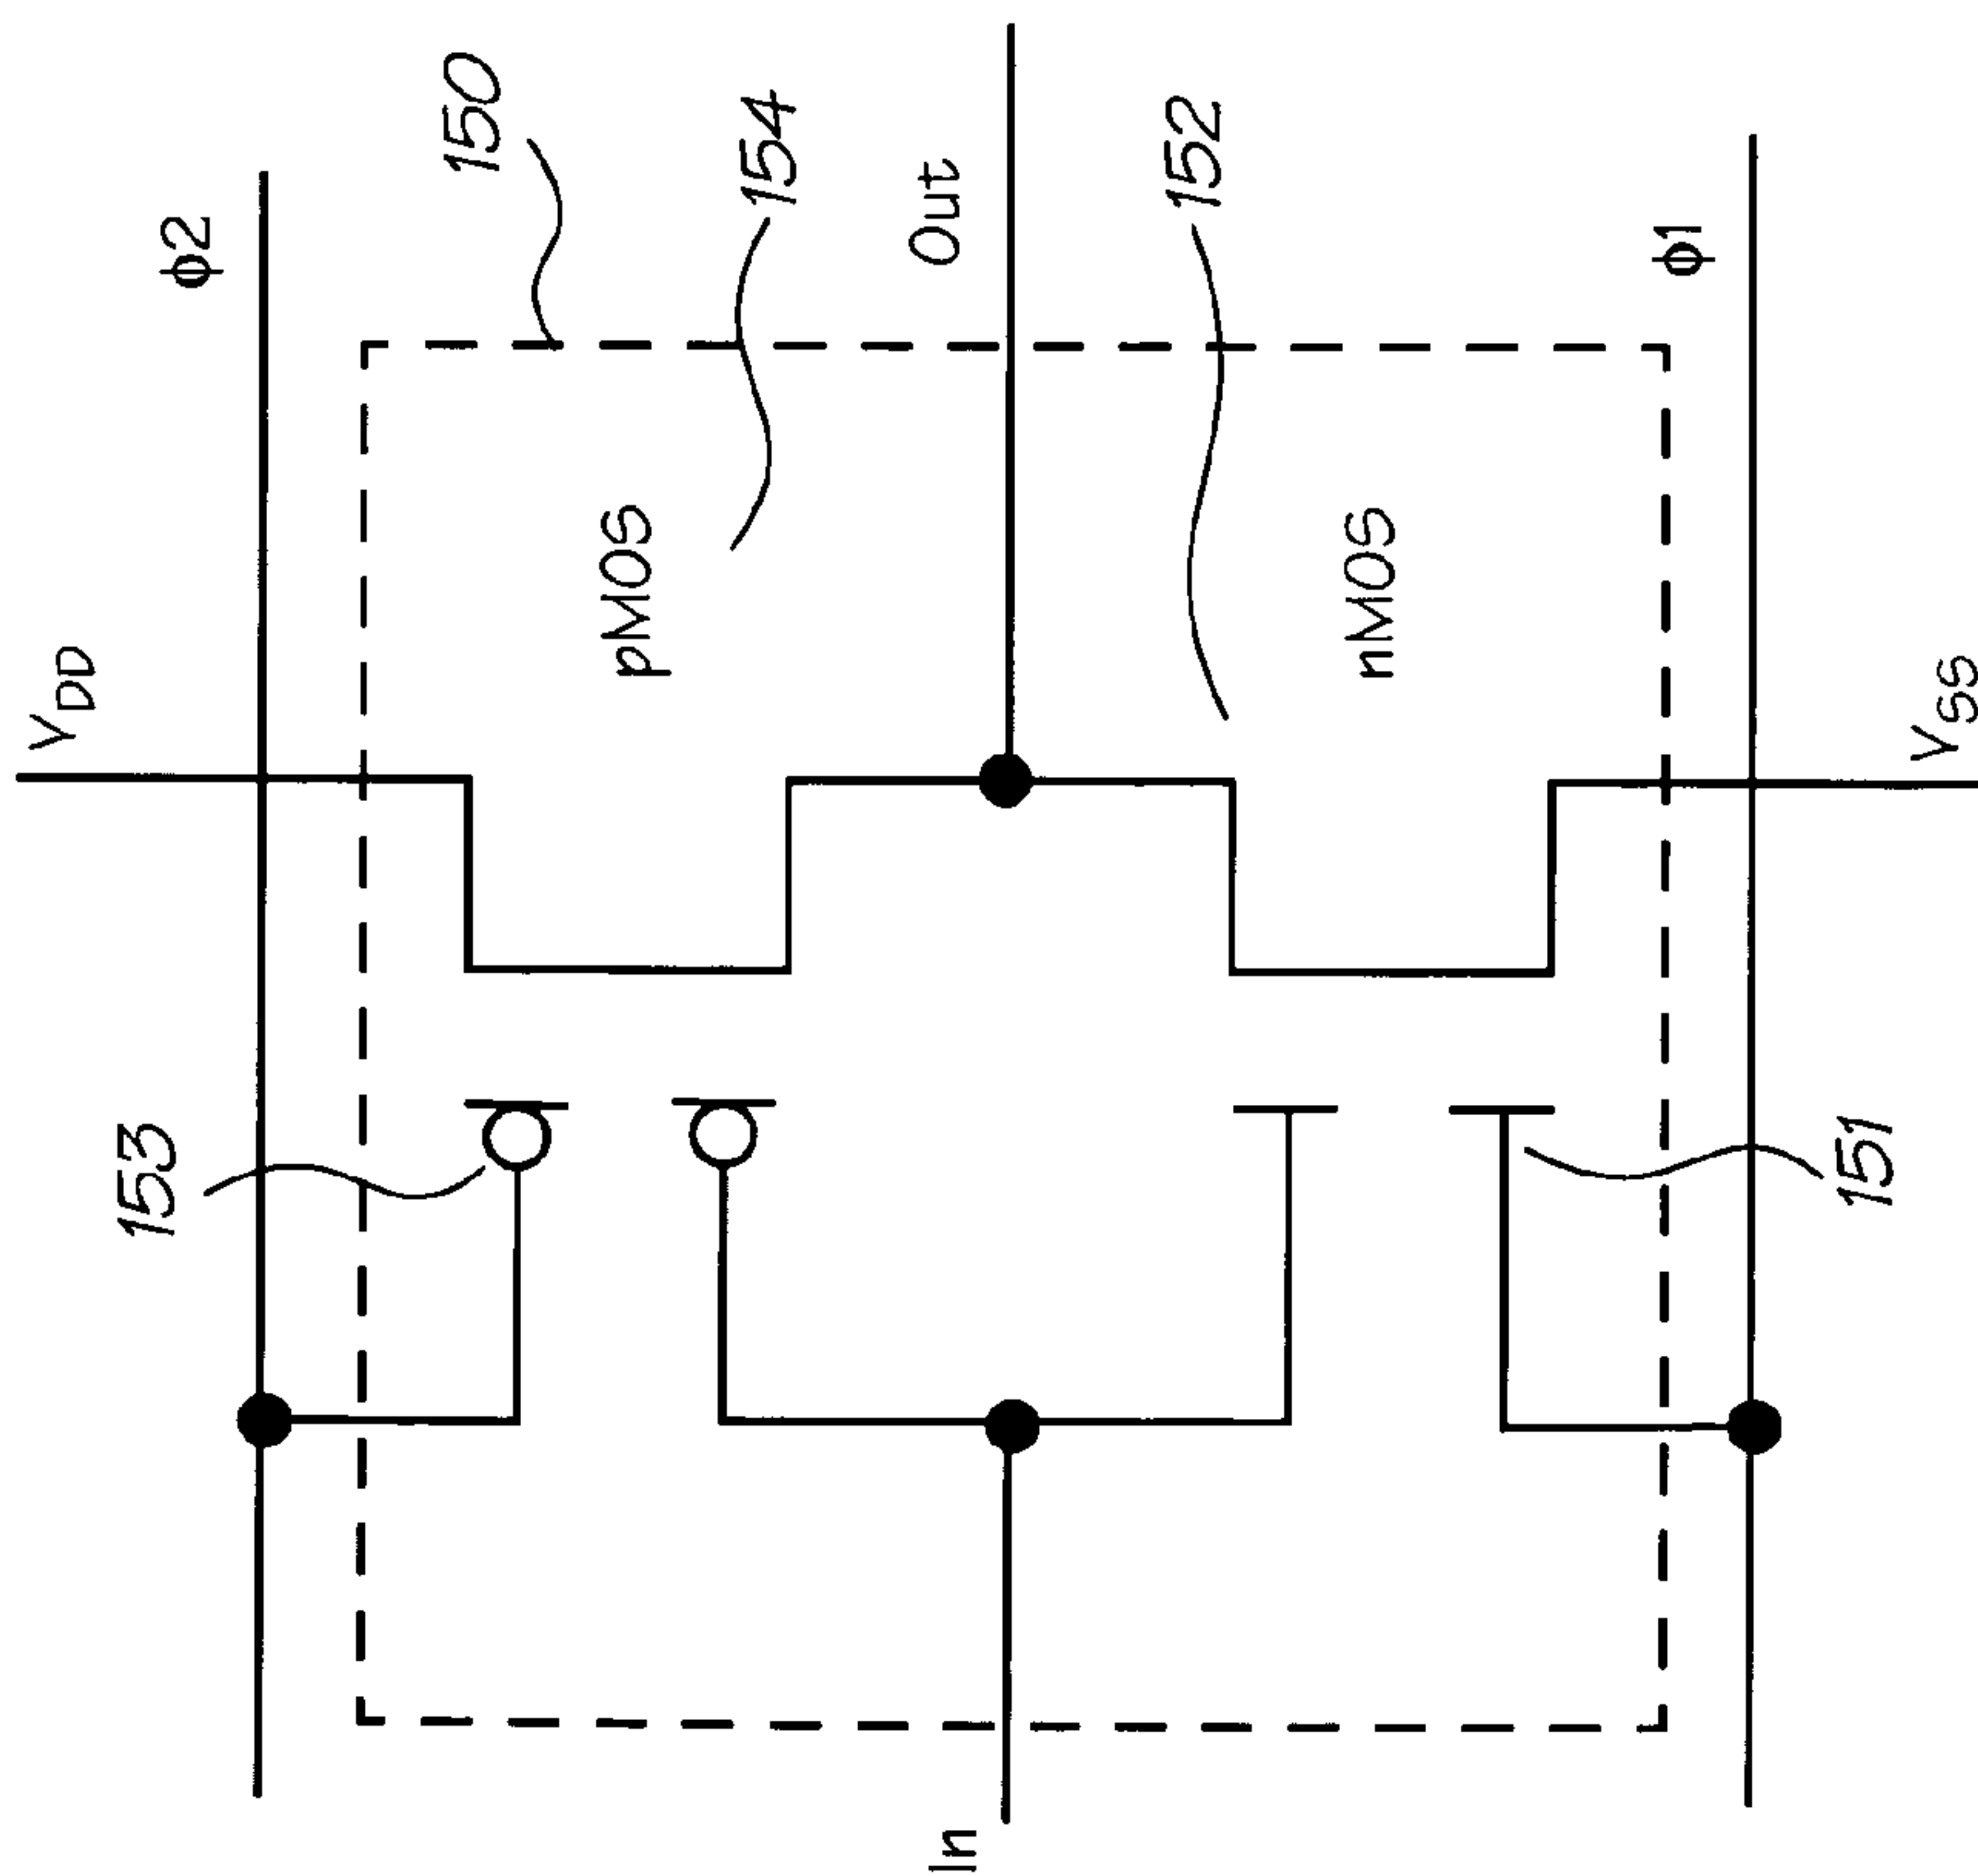 V_DD
153
φ2
150
pMOS
154
In
Out
152
nMOS
φ1
151
V_SS